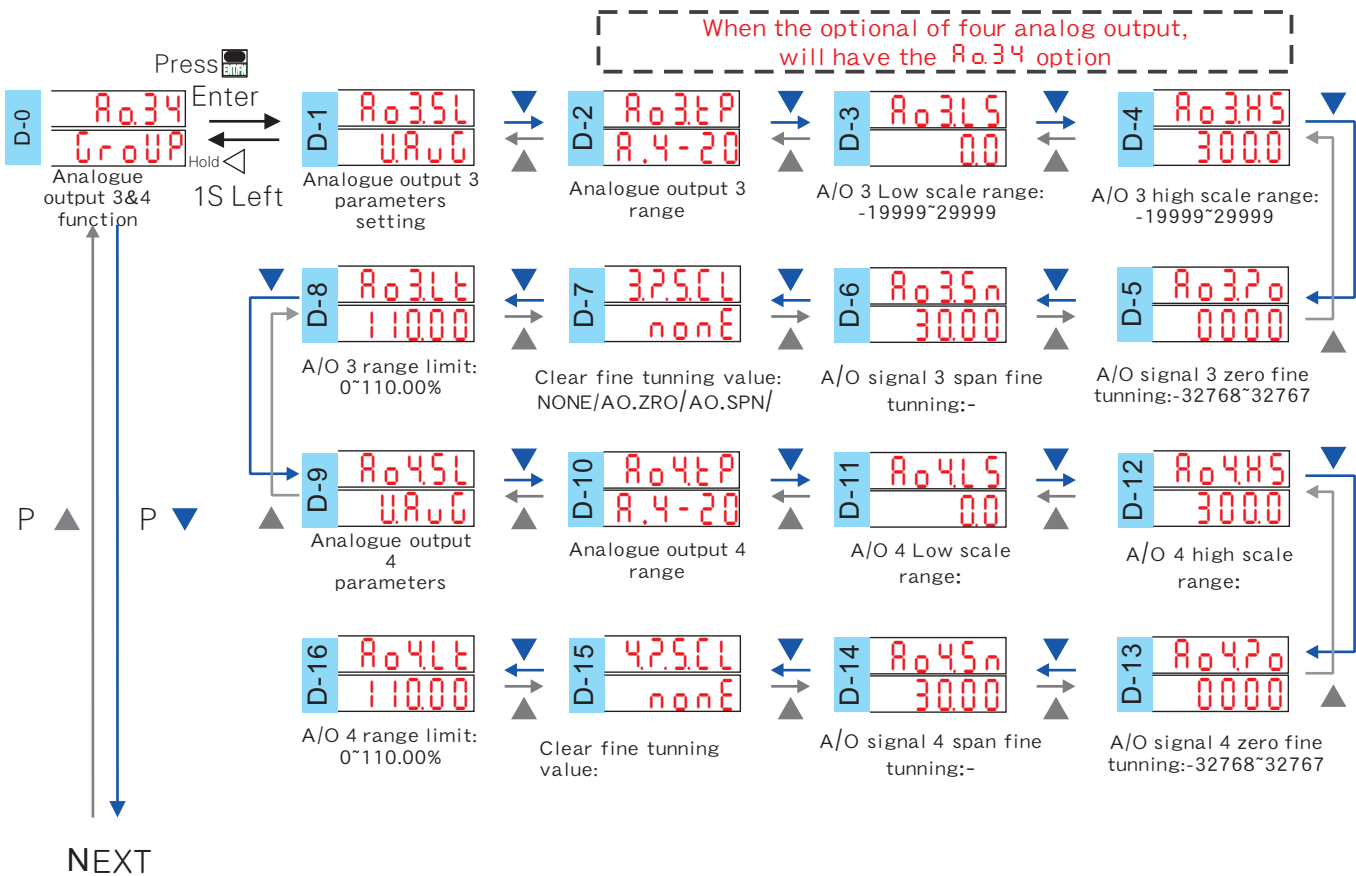 When the optional of four analog output,
will have the Ao.34 option
Press ENT/FN
Enter
Hold
1S Left
D-0
Ao.34
GroUP
Analogue
output 3&4
function
D-1
Ao3.SL
U.AvG
Analogue output 3
parameters
setting
D-2
Ao3.tP
A.4-20
Analogue output 3
range
D-3
Ao3.LS
0.0
A/O 3 Low scale range:
-19999~29999
D-4
Ao3.HS
300.0
A/O 3 high scale range:
-19999~29999
D-8
Ao3.Lt
110.00
A/O 3 range limit:
0~110.00%
D-7
3.Z.S.CL
nonE
Clear fine tunning value:
NONE/AO.ZRO/AO.SPN/
D-6
Ao3.Sn
30.00
A/O signal 3 span fine
tunning:-
D-5
Ao3.Zo
0000
A/O signal 3 zero fine
tunning:-32768~32767
P
P
D-9
Ao4.SL
U.AvG
Analogue output
4
parameters
D-10
Ao4.tP
A.4-20
Analogue output 4
range
D-11
Ao4.LS
0.0
A/O 4 Low scale
range:
D-12
Ao4.HS
300.0
A/O 4 high scale
range:
D-16
Ao4.Lt
110.00
A/O 4 range limit:
0~110.00%
D-15
4.Z.S.CL
nonE
Clear fine tunning
value:
D-14
Ao4.Sn
30.00
A/O signal 4 span fine
tunning:-
D-13
Ao4.Zo
0000
A/O signal 4 zero fine
tunning:-32768~32767
NEXT